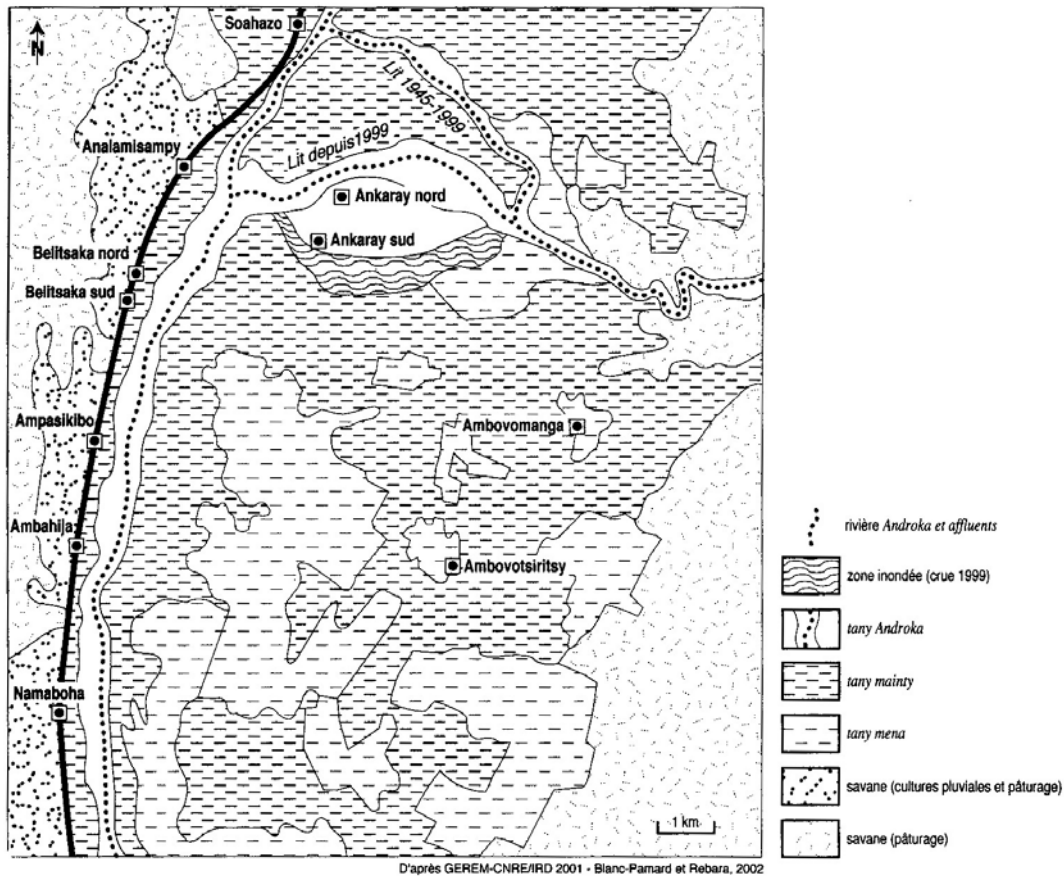 N
Soahazo
Lit 1945-1999
Lit depuis1999
Analamisampy
Ankaray nord
Ankaray sud
Belitsaka nord
Belitsaka sud
Ampasikibo
Ambovomanga
Ambahija
Ambovotsiritsy
Namaboha
1 km
rivière Androka et affluents
zone inondée (crue 1999)
tany Androka
tany mainty
tany mena
savane (cultures pluviales et pâturage)
savane (pâturage)
D'après GEREM-CNRE/IRD 2001 - Blanc-Pamard et Rebara, 2002